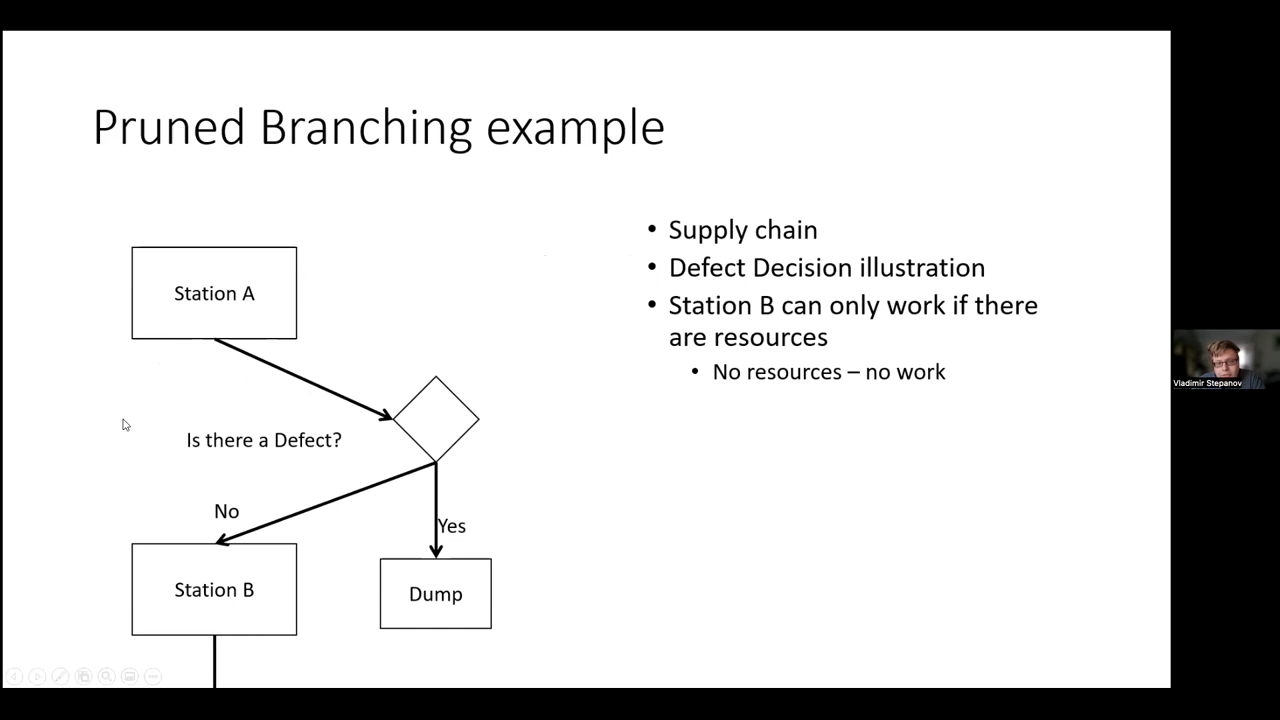 Pruned Branching example
Station A
Is there a Defect?
No
Yes
Station B
Dump
• Supply chain
• Defect Decision illustration
• Station B can only work if there
are resources
• No resources – no work
Vladimir Stepanov